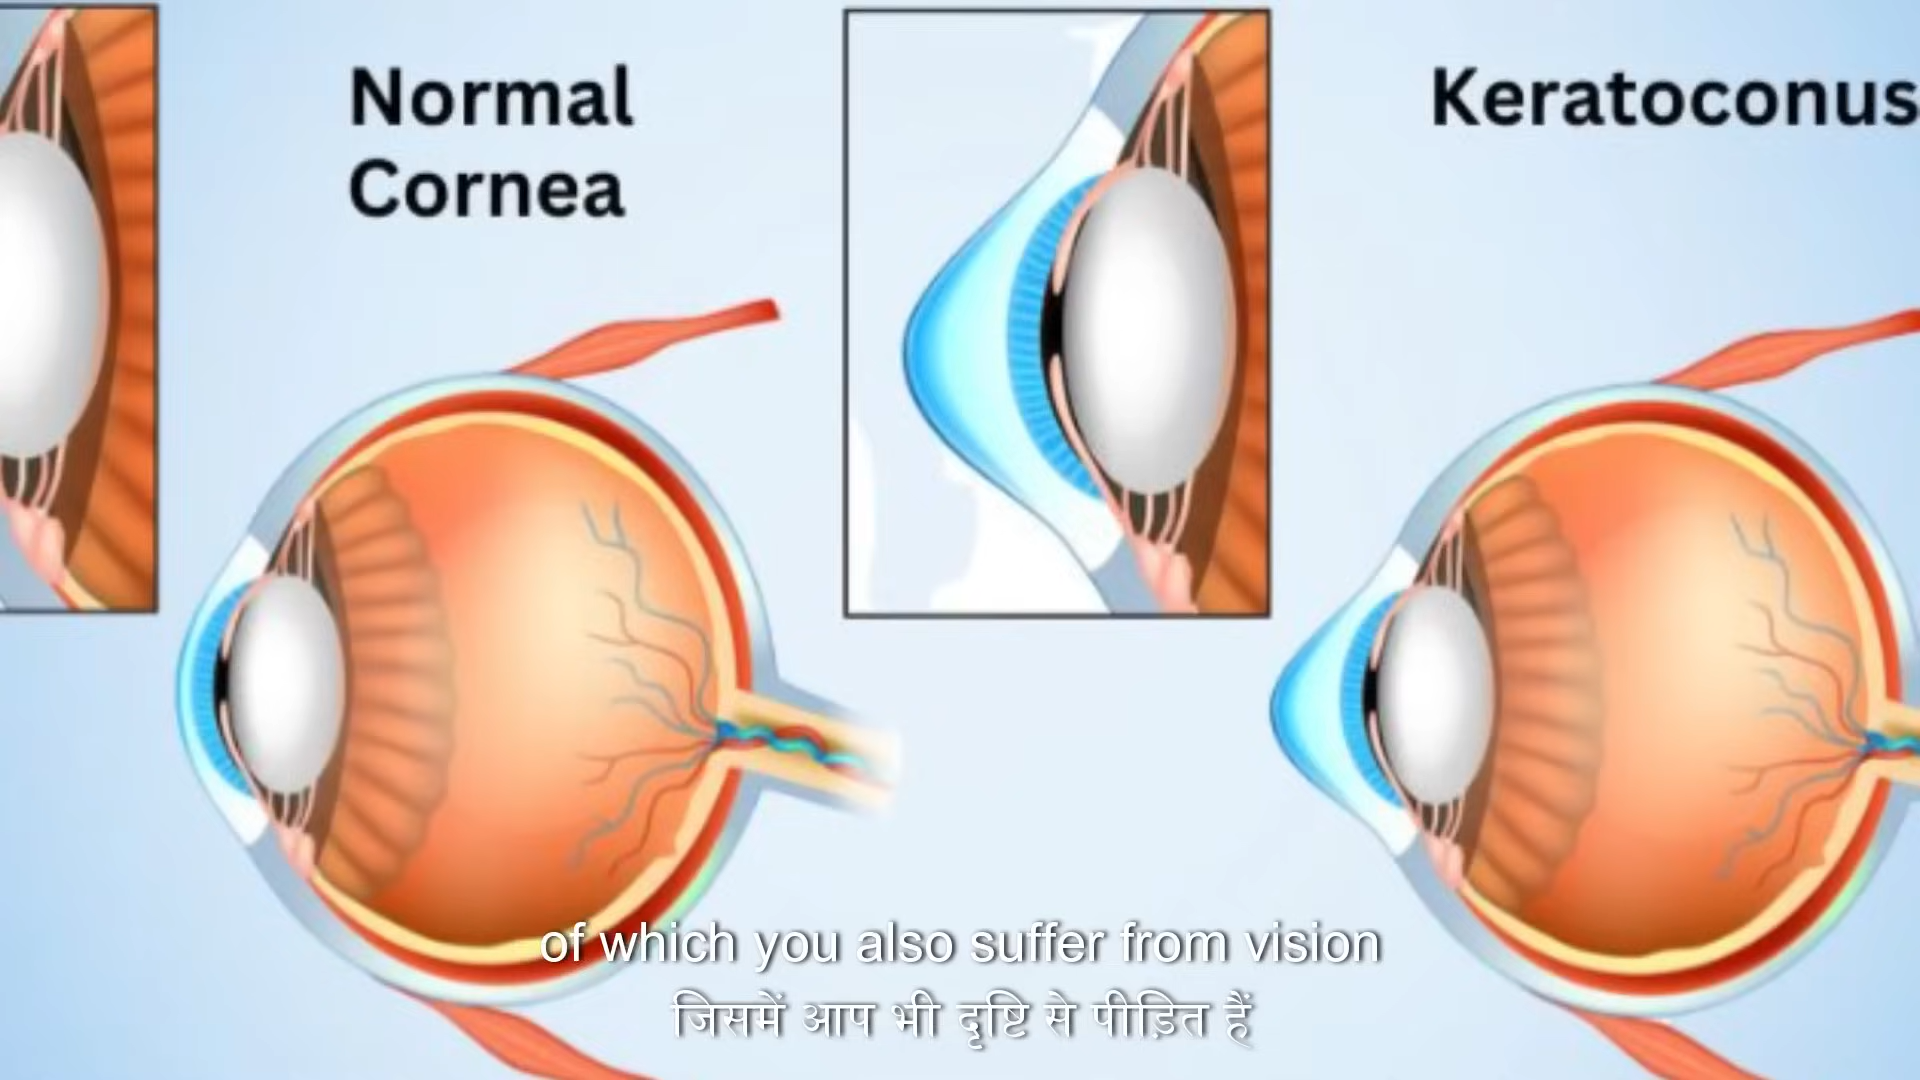 Normal
Cornea
Keratoconus
of which you also suffer from vision
जिसमें आप भी दृष्टि से पीड़ित हैं